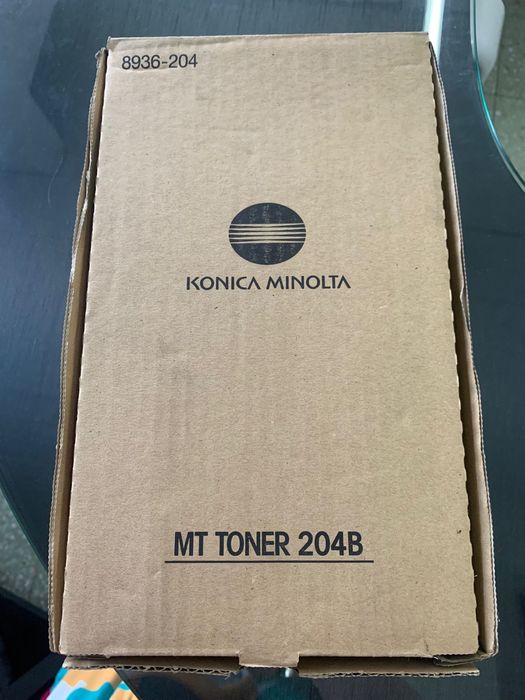 8936-204
KONICA MINOLTA
MT TONER 204B